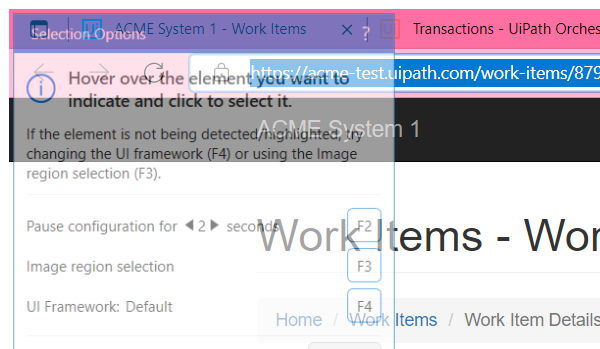 ACME System 1 - Work Items
Transactions - UiPath Orches
Selection Options
?
https://acme-test.uipath.com/work-items/879
Hover over the element you want to
indicate and click to select it.
ACME System 1
If the element is not being detected/highlighted, try
changing the UI framework (F4) or using the Image
region selection (F3).
Pause configuration for 2 seconds
F2
Work Items - Wor
Image region selection
F3
UI Framework: Default
F4
Home / Work Items / Work Item Details